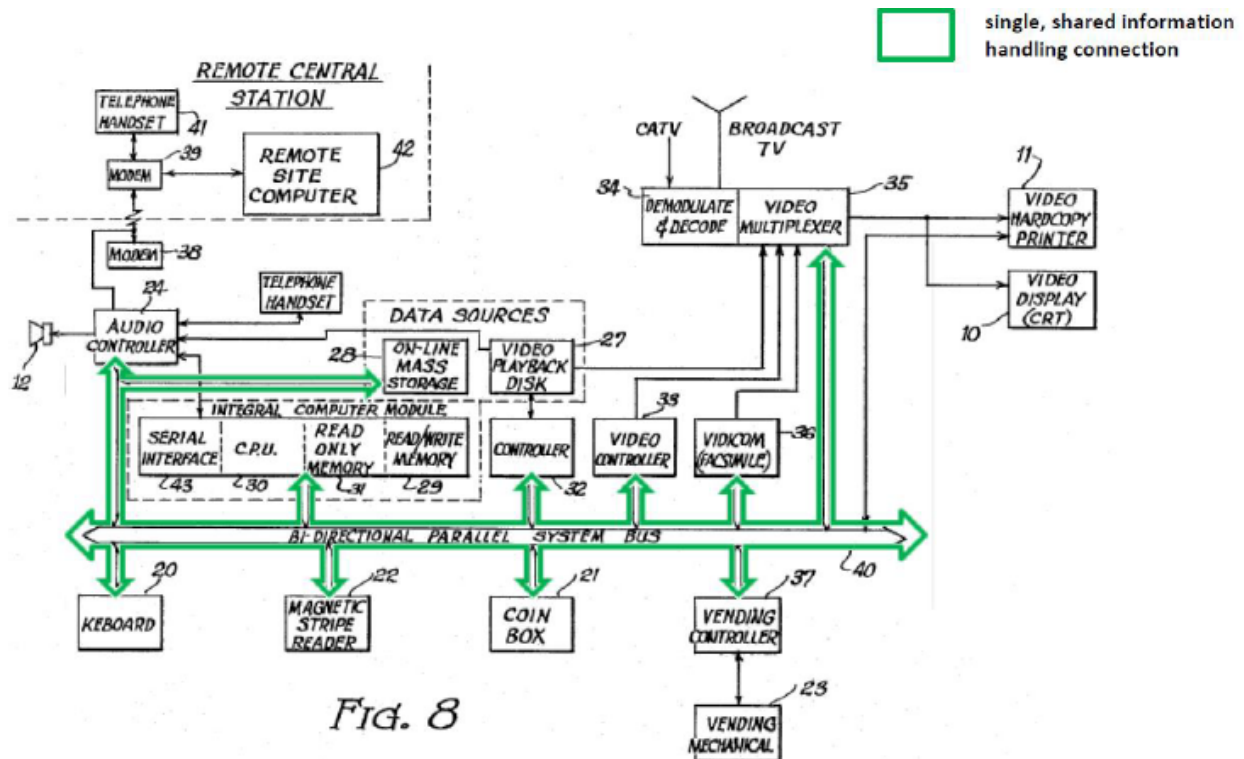 single, shared information
handling connection
REMOTE CENTRAL
STATION
TELEPHONE
HANDSET
41
39
MODEM
REMOTE
SITE
COMPUTER
42
MODEM
38
TELEPHONE
HANDSET
24
AUDIO
CONTROLLER
12
CATV
BROADCAST
TV
34
DEMODULATE
& DECODE
VIDEO
MULTIPLEXER
35
11
VIDEO
HARDCOPY
PRINTER
VIDEO
DISPLAY
(CRT)
10
DATA SOURCES
28
ON-LINE
MASS
STORAGE
VIDEO
PLAYBACK
DISK
27
INTEGRAL COMPUTER MODULE
SERIAL
INTERFACE
C.P.U.
READ
ONLY
MEMORY
READ/WRITE
MEMORY
43
30
31
29
CONTROLLER
32
33
VIDEO
CONTROLLER
VIDICOM
(FACSIMILE)
36
BI-DIRECTIONAL PARALLEL SYSTEM BUS
40
20
KEBOARD
22
MAGNETIC
STRIPE
READER
21
COIN
BOX
37
VENDING
CONTROLLER
23
VENDING
MECHANICAL
FIG. 8